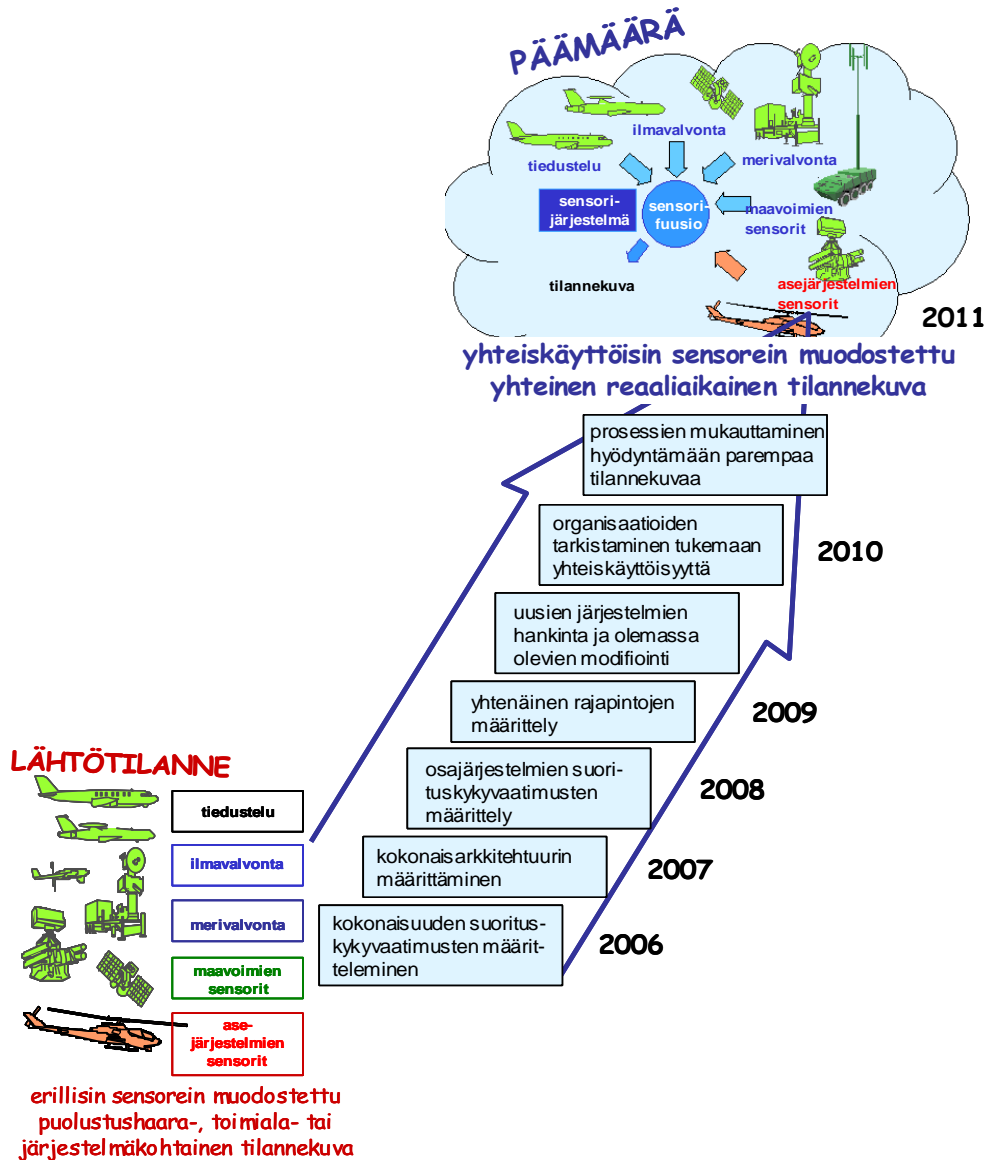 PÄÄMÄÄRÄ
ilmavalvonta
tiedustelu
merivalvonta
sensori-
järjestelmä
sensori-
fuusio
maavoimien
sensorit
tilannekuva
asejärjestelmien
sensorit
2011
yhteiskäyttöisin sensorein muodostettu
yhteinen reaaliaikainen tilannekuva
prosessien mukauttaminen
hyödyntämään parempaa
tilannekuvaa
organisaatioiden
tarkistaminen tukemaan
yhteiskäyttöisyyttä
2010
uusien järjestelmien
hankinta ja olemassa
olevien modifiointi
yhtenäinen rajapintojen
määrittely
2009
osajärjestelmien suori-
tuskykyvaatimusten
määrittely
2008
kokonaisarkkitehtuurin
määrittäminen
2007
kokonaisuuden suoritus-
kykyvaatimusten määrit-
teleminen
2006
LÄHTÖTILANNE
tiedustelu
ilmavalvonta
merivalvonta
maavoimien
sensorit
ase-
järjestelmien
sensorit
erillisin sensorein muodostettu
puolustushaara-, toimiala- tai
järjestelmäkohtainen tilannekuva